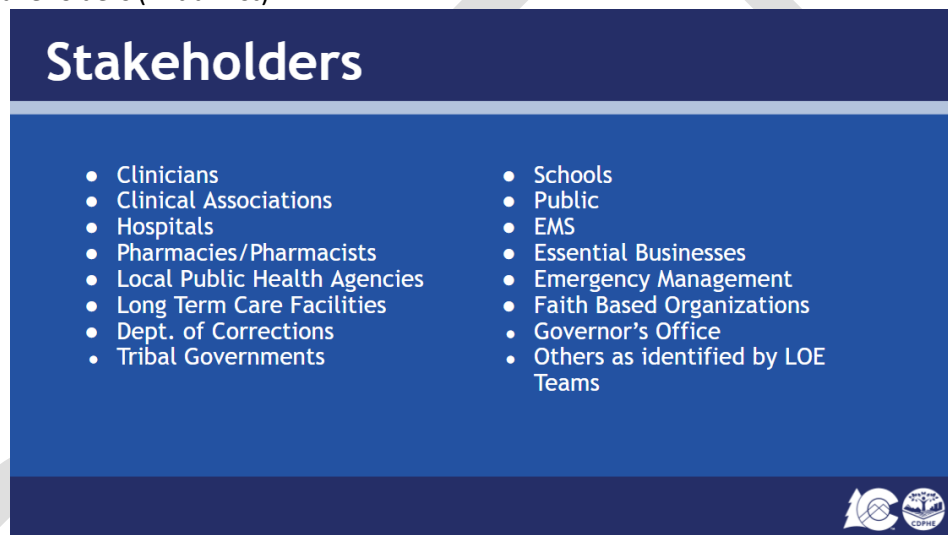 Stakeholders
● Clinicians
● Clinical Associations
● Hospitals
● Pharmacies/Pharmacists
● Local Public Health Agencies
● Long Term Care Facilities
● Dept. of Corrections
● Tribal Governments
● Schools
● Public
● EMS
● Essential Businesses
● Emergency Management
● Faith Based Organizations
● Governor’s Office
● Others as identified by LOE
Teams
CDPHE